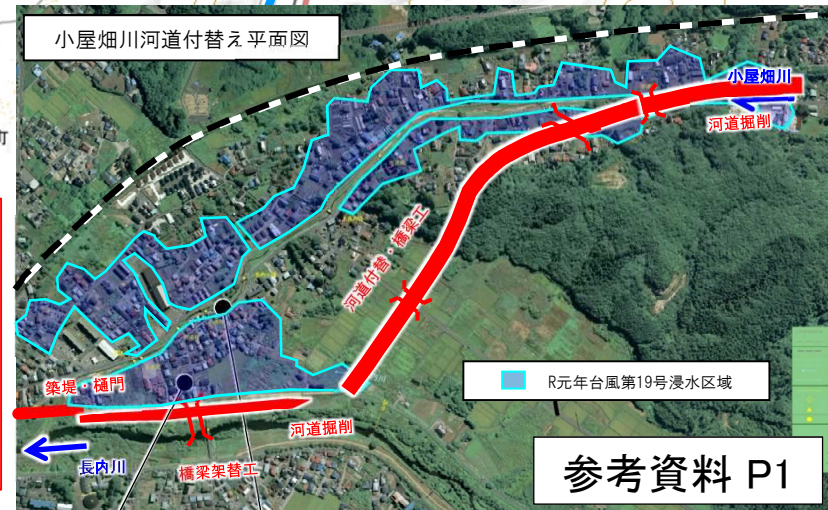 小屋畑川河道付替え平面図
小屋畑川
河道掘削
町
河道付替・橋梁工
R元年台風第19号浸水区域
築堤・樋門
河道掘削
長内川
橋梁架替工
参考資料 P1